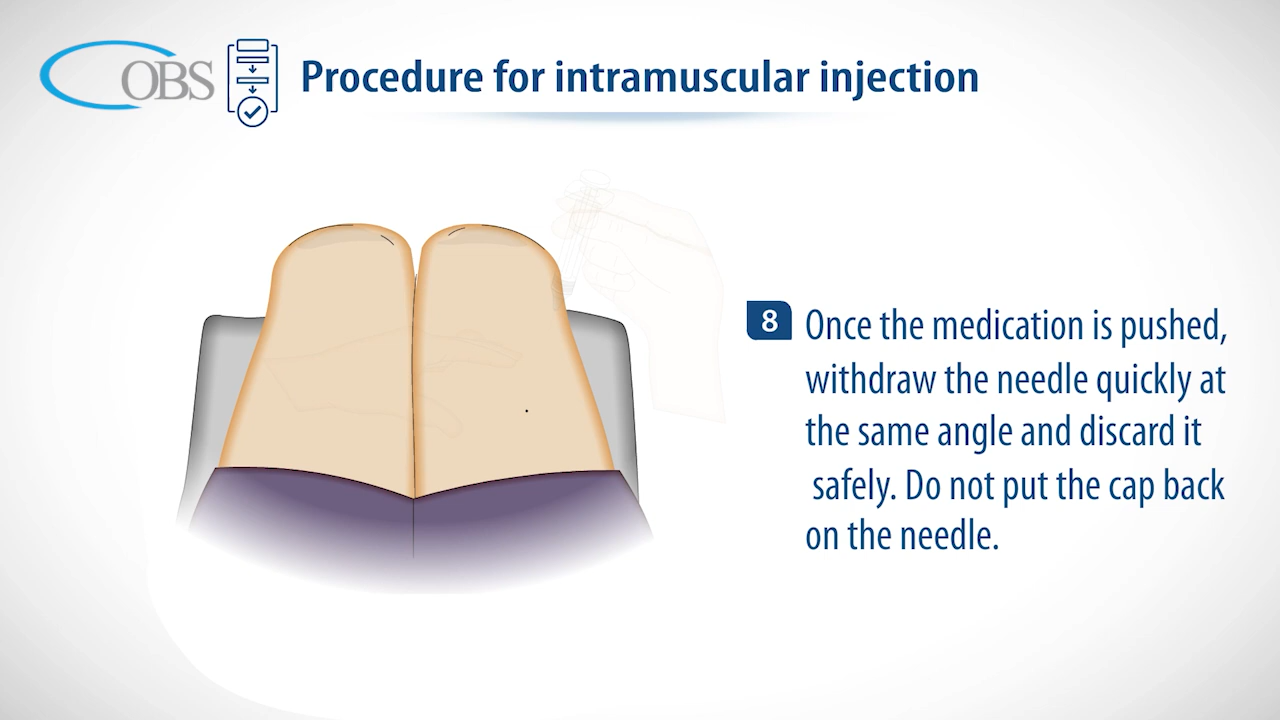 OBS
Procedure for intramuscular injection
8 Once the medication is pushed,
withdraw the needle quickly at
the same angle and discard it
safely. Do not put the cap back
on the needle.